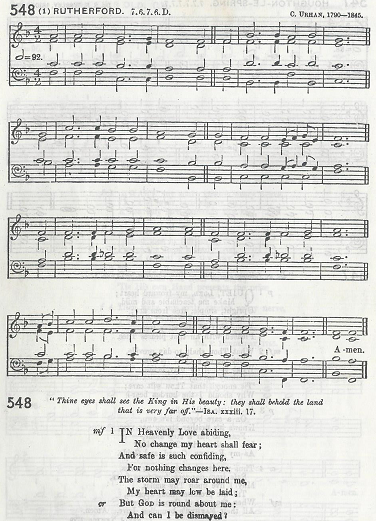 548 (1) RUTHERFORD. 7.6.7.6. D.
C. URHAN, 1790—1845.
=92.
A-men.
548
"Thine eyes shall see the King in His beauty: they shall behold the land
that is very far off."—ISA. xxxiii. 17.
mf 1 IN Heavenly Love abiding,
No change my heart shall fear;
And safe is such confiding,
For nothing changes here.
The storm may roar around me,
My heart may low be laid;
cr But GOD is round about me:
And can I be dismayed?